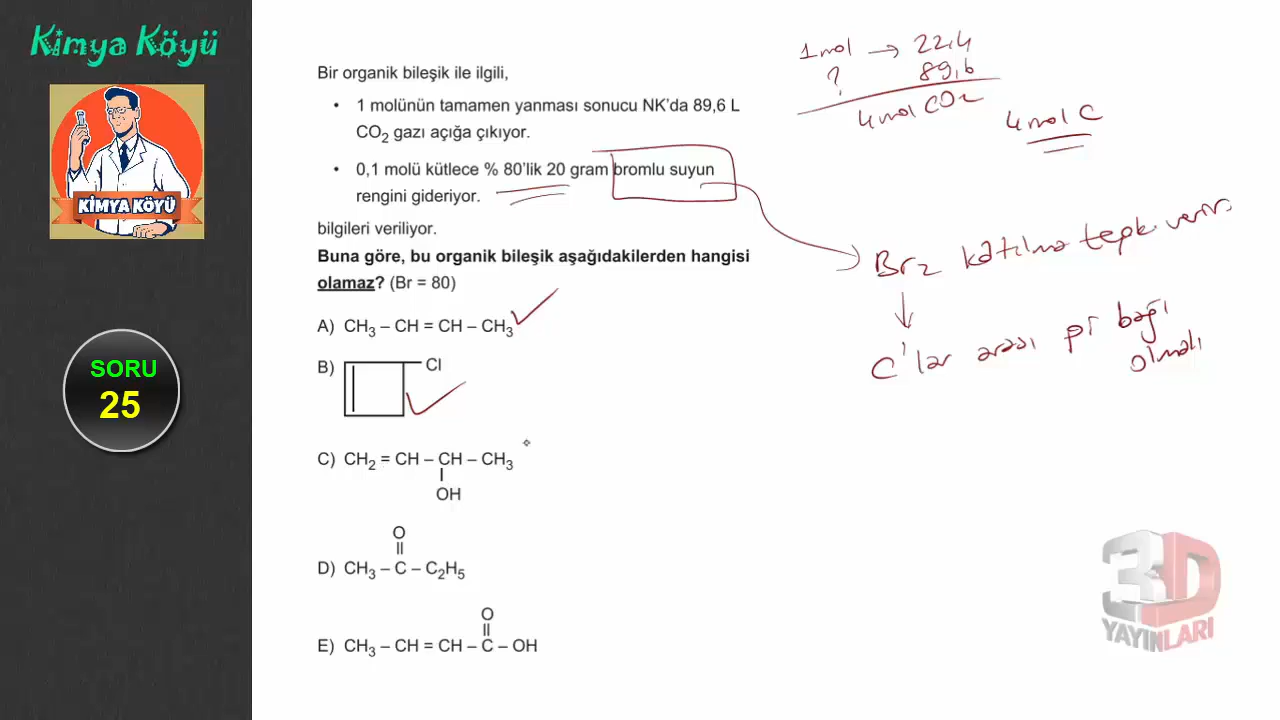 Kimya Köyü
KİMYA KÖYÜ
SORU
25
Bir organik bileşik ile ilgili,
• 1 molünün tamamen yanması sonucu NK'da 89,6 L
CO2 gazı açığa çıkıyor.
• 0,1 molü kütlece % 80'lik 20 gram bromlu suyun
rengini gideriyor.
bilgileri veriliyor.
Buna göre, bu organik bileşik aşağıdakilerden hangisi
olamaz? (Br = 80)
A) CH3 – CH = CH – CH3
B)
Cl
C) CH2 = CH – CH – CH3
OH
O
D) CH3 – C – C2H5
O
E) CH3 – CH = CH – C – OH
1 mol → 22,4
? 89,6
4 mol CO2
4 mol C
Br2 katılma tepk. verir.
C'lar arası pi bağı
olmalı
3D
YAYINLARI